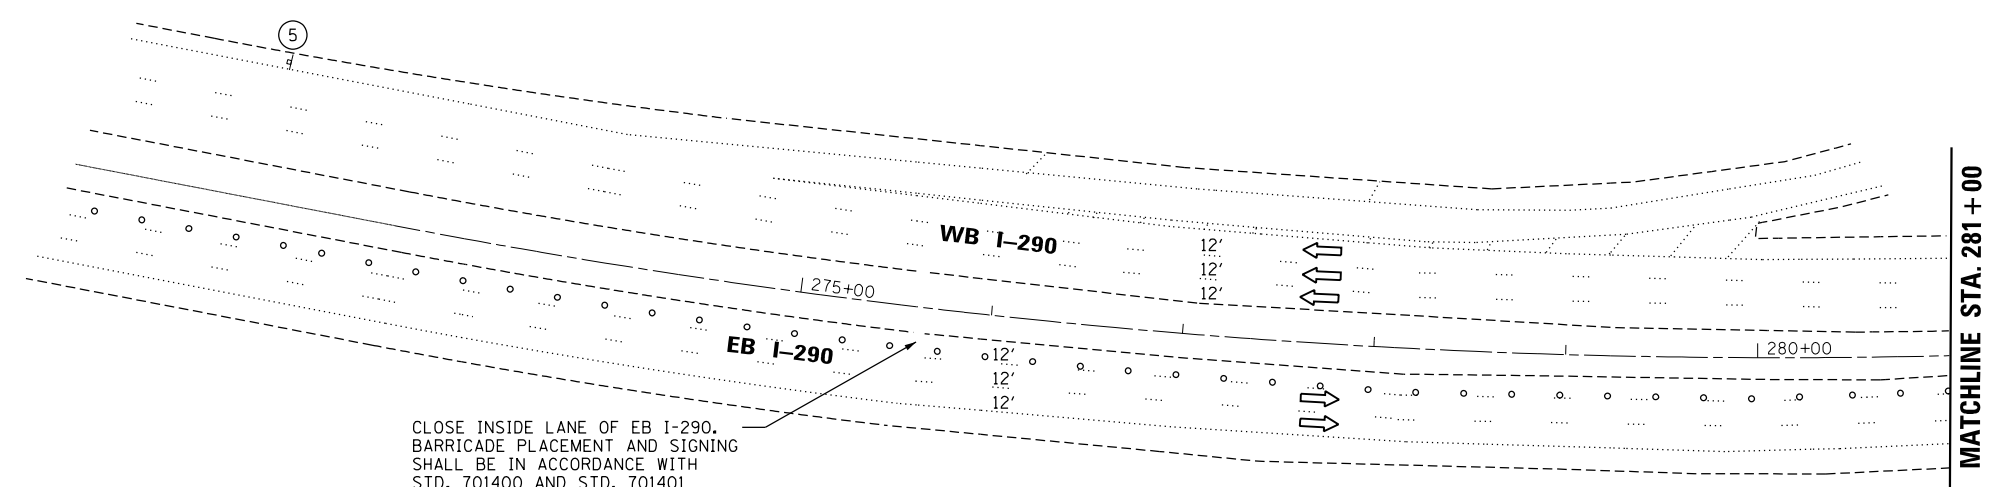 5
WB I-290
12'
12'
12'
275+00
EB I-290
12'
12'
12'
280+00
CLOSE INSIDE LANE OF EB I-290.
BARRICADE PLACEMENT AND SIGNING
SHALL BE IN ACCORDANCE WITH
STD. 701400 AND STD. 701401
MATCHLINE STA. 281+00